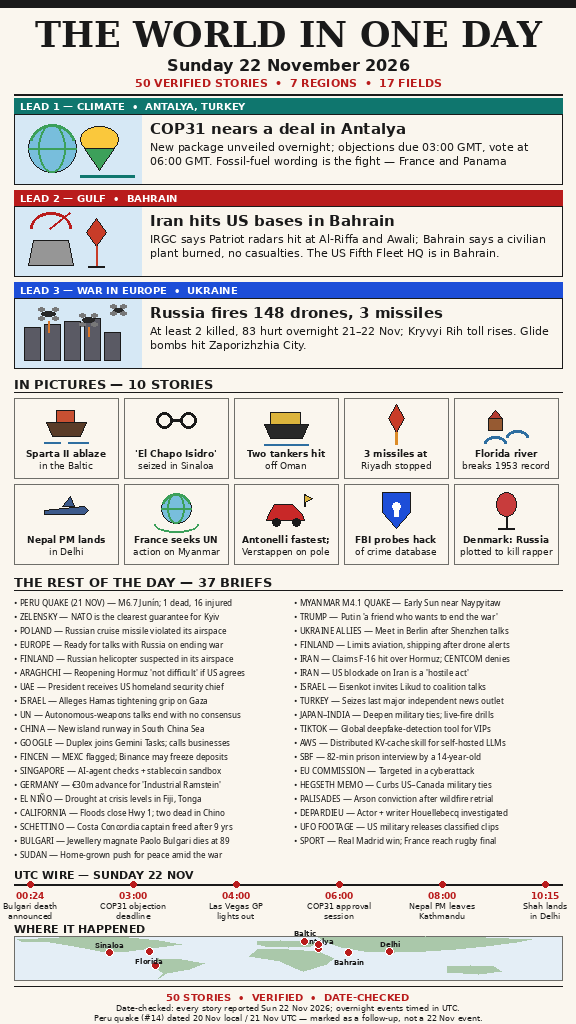 THE WORLD IN ONE DAY
Sunday 22 November 2026
50 VERIFIED STORIES • 7 REGIONS • 17 FIELDS
LEAD 1 — CLIMATE • ANTALYA, TURKEY
COP31 nears a deal in Antalya
New package unveiled overnight; objections due 03:00 GMT, vote at
06:00 GMT. Fossil-fuel wording is the fight — France and Panama
LEAD 2 — GULF • BAHRAIN
Iran hits US bases in Bahrain
IRGC says Patriot radars hit at Al-Riffa and Awali; Bahrain says a civilian
plant burned, no casualties. The US Fifth Fleet HQ is in Bahrain.
LEAD 3 — WAR IN EUROPE • UKRAINE
Russia fires 148 drones, 3 missiles
At least 2 killed, 83 hurt overnight 21–22 Nov; Kryvyi Rih toll rises. Glide
bombs hit Zaporizhzhia City.
IN PICTURES — 10 STORIES
Sparta II ablaze
in the Baltic
'El Chapo Isidro'
seized in Sinaloa
Two tankers hit
off Oman
3 missiles at
Riyadh stopped
Florida river
breaks 1953 record
Nepal PM lands
in Delhi
France seeks UN
action on Myanmar
Antonelli fastest;
Verstappen on pole
FBI probes hack
of crime database
Denmark: Russia
plotted to kill rapper
THE REST OF THE DAY — 37 BRIEFS
• PERU QUAKE (21 NOV) — M6.7 Junín; 1 dead, 16 injured
• ZELENSKY — NATO is the clearest guarantee for Kyiv
• POLAND — Russian cruise missile violated its airspace
• EUROPE — Ready for talks with Russia on ending war
• FINLAND — Russian helicopter suspected in its airspace
• ARAGHCHI — Reopening Hormuz 'not difficult' if US agrees
• UAE — President receives US homeland security chief
• ISRAEL — Alleges Hamas tightening grip on Gaza
• UN — Autonomous-weapons talks end with no consensus
• CHINA — New island runway in South China Sea
• GOOGLE — Duplex joins Gemini Tasks; calls businesses
• FINCEN — MEXC flagged; Binance may freeze deposits
• SINGAPORE — AI-agent checks + stablecoin sandbox
• GERMANY — €30m advance for 'Industrial Ramstein'
• EL NIÑO — Drought at crisis levels in Fiji, Tonga
• CALIFORNIA — Floods close Hwy 1; two dead in Chino
• SCHETTINO — Costa Concordia captain freed after 9 yrs
• BULGARI — Jewellery magnate Paolo Bulgari dies at 89
• SUDAN — Home-grown push for peace amid the war
• MYANMAR M4.1 QUAKE — Early Sun near Naypyitaw
• TRUMP — Putin 'a friend who wants to end the war'
• UKRAINE ALLIES — Meet in Berlin after Shenzhen talks
• FINLAND — Limits aviation, shipping after drone alerts
• IRAN — Claims F-16 hit over Hormuz; CENTCOM denies
• IRAN — US blockade on Iran is a 'hostile act'
• ISRAEL — Eisenkot invites Likud to coalition talks
• TURKEY — Seizes last major independent news outlet
• JAPAN–INDIA — Deepen military ties; live-fire drills
• TIKTOK — Global deepfake-detection tool for VIPs
• AWS — Distributed KV-cache skill for self-hosted LLMs
• SBF — 82-min prison interview by a 14-year-old
• EU COMMISSION — Targeted in a cyberattack
• HEGSETH MEMO — Curbs US–Canada military ties
• PALISADES — Arson conviction after wildfire retrial
• DEPARDIEU — Actor + writer Houellebecq investigated
• UFO FOOTAGE — US military releases classified clips
• SPORT — Real Madrid win; France reach rugby final
UTC WIRE — SUNDAY 22 NOV
00:24
Bulgari death
announced
03:00
COP31 objection
deadline
04:00
Las Vegas GP
lights out
06:00
COP31 approval
session
08:00
Nepal PM leaves
Kathmandu
10:15
Shah lands
in Delhi
WHERE IT HAPPENED
Baltic
Sinaloa
Delhi
Florida
Bahrain
50 STORIES • VERIFIED • DATE-CHECKED
Date-checked: every story reported Sun 22 Nov 2026; overnight events timed in UTC.
Peru quake (#14) dated 20 Nov local / 21 Nov UTC — marked as a follow-up, not a 22 Nov event.